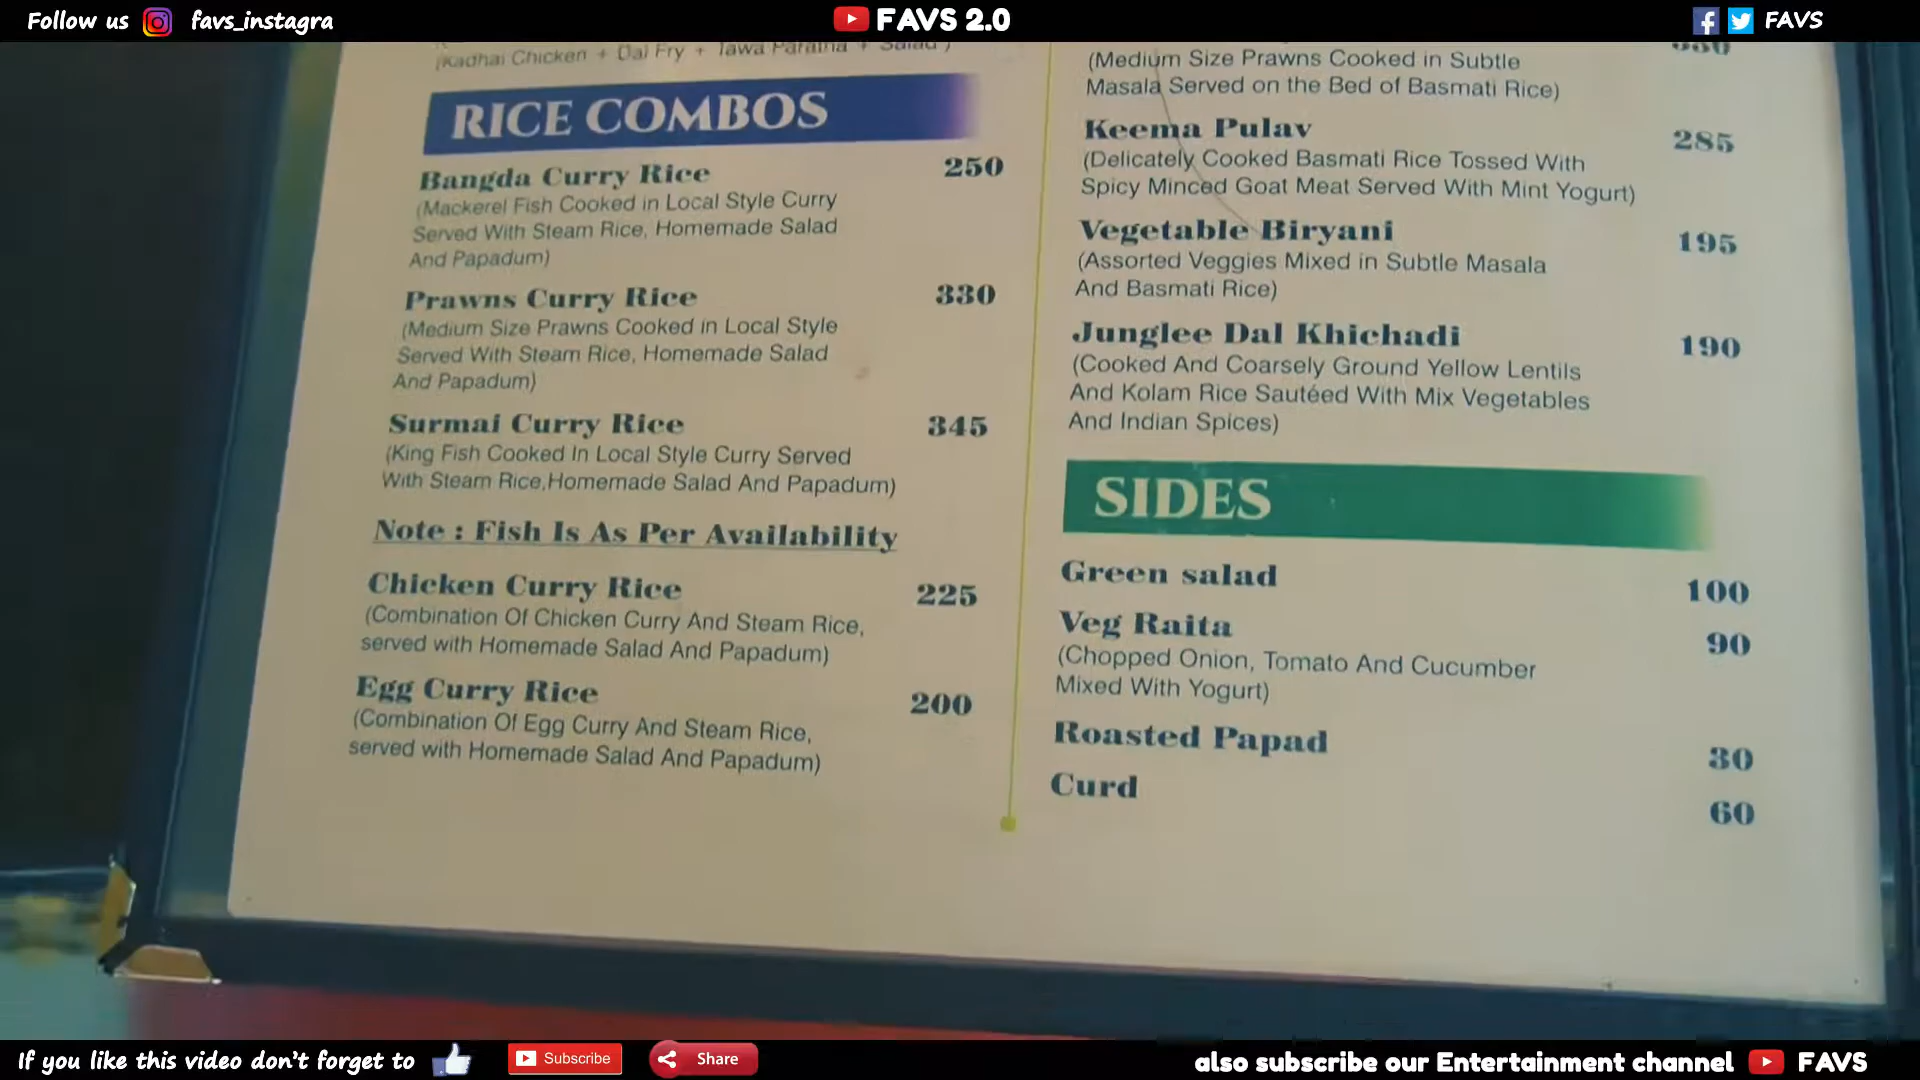 Follow us favs_instagra
FAVS 2.0
FAVS
(Kadhai Chicken + Dal Fry + Tawa Paratha + Salad )
RICE COMBOS
Bangda Curry Rice 250
(Mackerel Fish Cooked in Local Style Curry
Served With Steam Rice, Homemade Salad
And Papadum)
Prawns Curry Rice 330
(Medium Size Prawns Cooked in Local Style
Served With Steam Rice, Homemade Salad
And Papadum)
Surmai Curry Rice 345
(King Fish Cooked In Local Style Curry Served
With Steam Rice,Homemade Salad And Papadum)
Note : Fish Is As Per Availability
Chicken Curry Rice 225
(Combination Of Chicken Curry And Steam Rice,
served with Homemade Salad And Papadum)
Egg Curry Rice 200
(Combination Of Egg Curry And Steam Rice,
served with Homemade Salad And Papadum)
(Medium Size Prawns Cooked in Subtle
Masala Served on the Bed of Basmati Rice)
Keema Pulav 285
(Delicately Cooked Basmati Rice Tossed With
Spicy Minced Goat Meat Served With Mint Yogurt)
Vegetable Biryani 195
(Assorted Veggies Mixed in Subtle Masala
And Basmati Rice)
Junglee Dal Khichadi 190
(Cooked And Coarsely Ground Yellow Lentils
And Kolam Rice Sautéed With Mix Vegetables
And Indian Spices)
SIDES
Green salad 100
Veg Raita 90
(Chopped Onion, Tomato And Cucumber
Mixed With Yogurt)
Roasted Papad 30
Curd 60
If you like this video don't forget to
Subscribe
Share
also subscribe our Entertainment channel FAVS